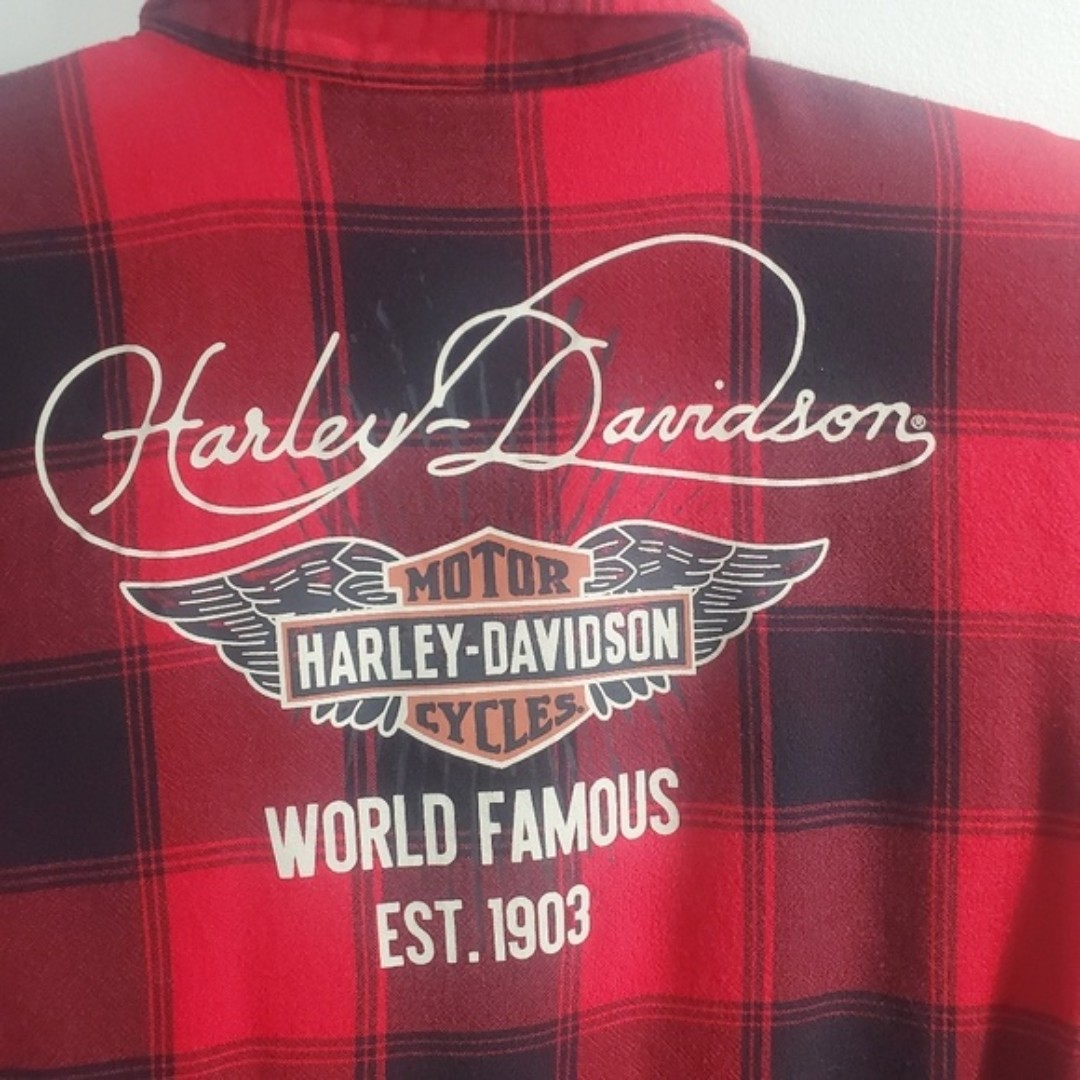 Harley-Davidson®
MOTOR
HARLEY-DAVIDSON
CYCLES
WORLD FAMOUS
EST. 1903